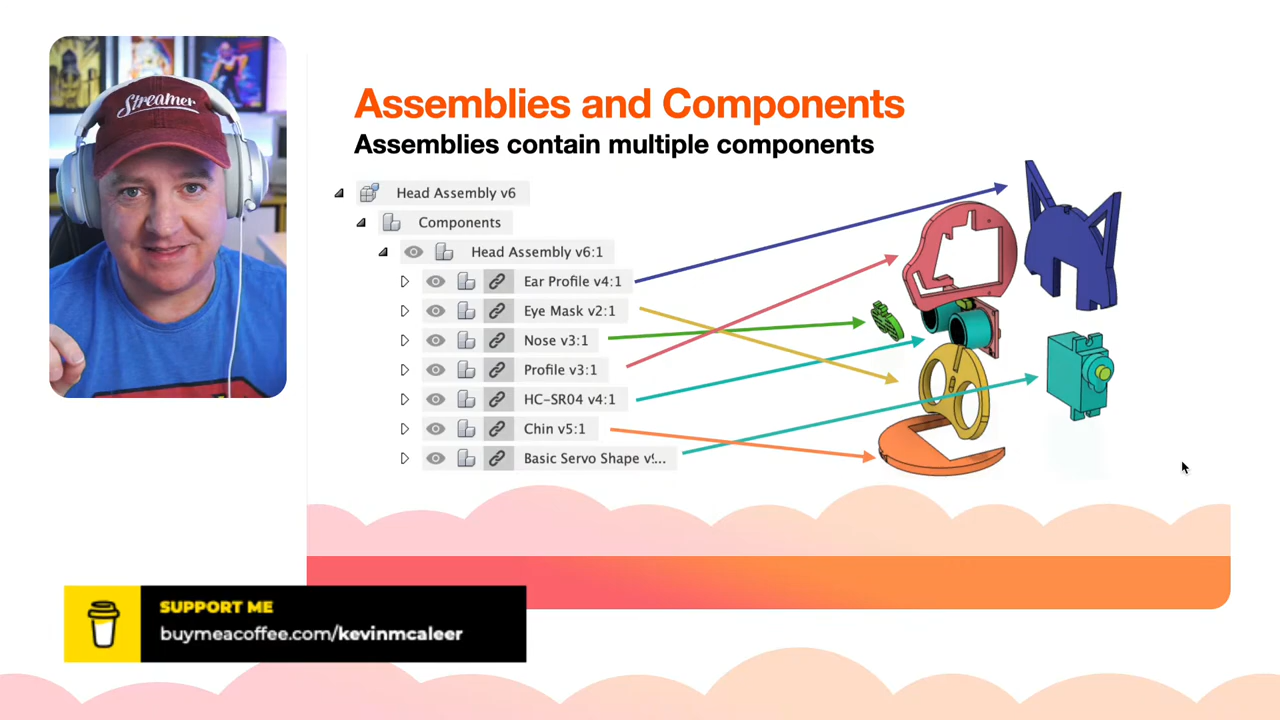 Streamer
Assemblies and Components
Assemblies contain multiple components
Head Assembly v6
Components
Head Assembly v6:1
Ear Profile v4:1
Eye Mask v2:1
Nose v3:1
Profile v3:1
HC-SR04 v4:1
Chin v5:1
Basic Servo Shape v!...
SUPPORT ME
buymeacoffee.com/kevinmcaleer